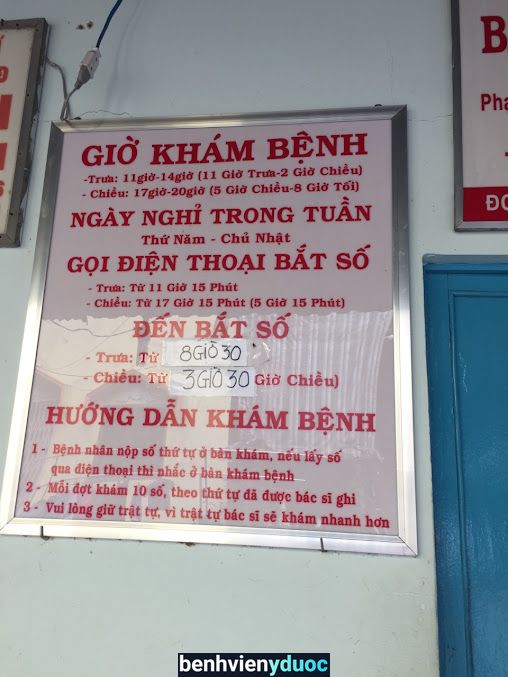 GIỜ KHÁM BỆNH
-Trưa: 11giờ-14giờ (11 Giờ Trưa-2 Giờ Chiều)
- Chiều: 17giờ-20giờ (5 Giờ Chiều-8 Giờ Tối)
NGÀY NGHỈ TRONG TUẦN
Thứ Năm - Chủ Nhật
GỌI ĐIỆN THOẠI BẮT SỐ
- Trưa: Từ 11 Giờ 15 Phút
- Chiều: Từ 17 Giờ 15 Phút (5 Giờ 15 Phút)
ĐẾN BẮT SỐ
- Trưa: Từ 8GIỜ30
- Chiều: Từ 3GIỜ30 Giờ Chiều)
HƯỚNG DẪN KHÁM BỆNH
1 - Bệnh nhân nộp số thứ tự ở bàn khám, nếu lấy số
qua điện thoại thì nhắc ở bàn khám bệnh
2 - Mỗi đợt khám 10 số, theo thứ tự đã được bác sĩ ghi
3 - Vui lòng giữ trật tự, vì trật tự bác sĩ sẽ khám nhanh hơn
B
Pha
ĐO
benhvienyduoc